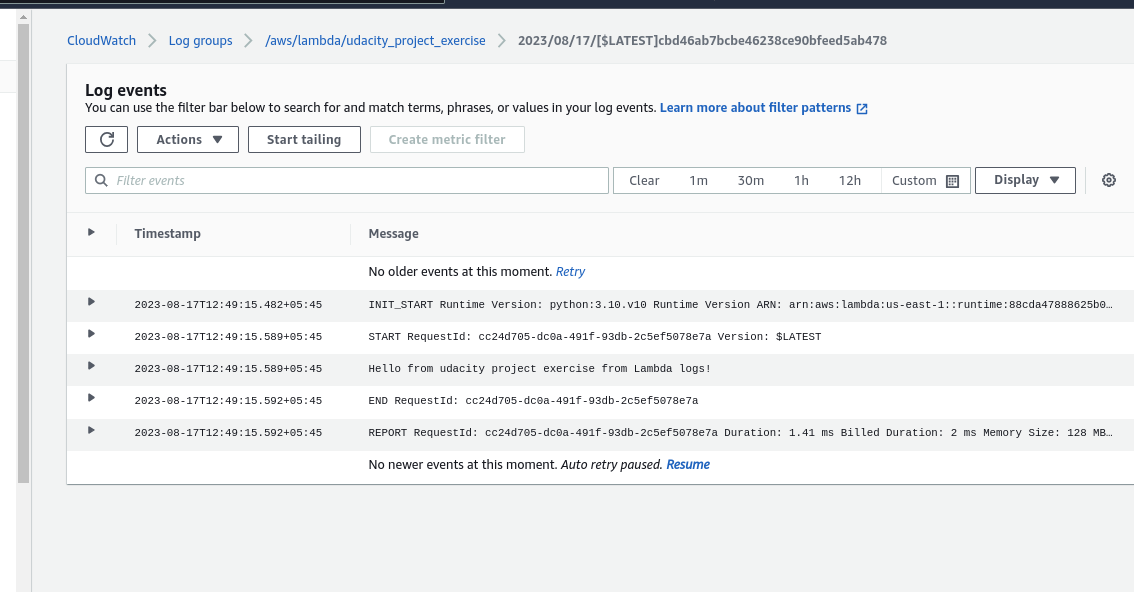 CloudWatch Log groups /aws/lambda/udacity_project_exercise 2023/08/17/[$LATEST]cbd46ab7bcbe46238ce90bfeed5ab478
Log events
You can use the filter bar below to search for and match terms, phrases, or values in your log events. Learn more about filter patterns
Actions Start tailing Create metric filter
Filter events Clear 1m 30m 1h 12h Custom Display
Timestamp Message
No older events at this moment. Retry
2023-08-17T12:49:15.482+05:45 INIT_START Runtime Version: python:3.10.v10 Runtime Version ARN: arn:aws:lambda:us-east-1::runtime:88cda47888625b0…
2023-08-17T12:49:15.589+05:45 START RequestId: cc24d705-dc0a-491f-93db-2c5ef5078e7a Version: $LATEST
2023-08-17T12:49:15.589+05:45 Hello from udacity project exercise from Lambda logs!
2023-08-17T12:49:15.592+05:45 END RequestId: cc24d705-dc0a-491f-93db-2c5ef5078e7a
2023-08-17T12:49:15.592+05:45 REPORT RequestId: cc24d705-dc0a-491f-93db-2c5ef5078e7a Duration: 1.41 ms Billed Duration: 2 ms Memory Size: 128 MB…
No newer events at this moment. Auto retry paused. Resume